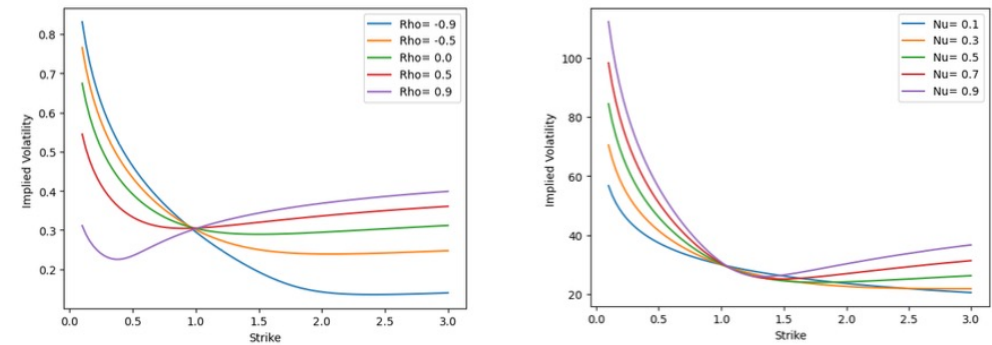 Implied Volatility
0.8
0.7
0.6
0.5
0.4
0.3
0.2
Rho= -0.9
Rho= -0.5
Rho= 0.0
Rho= 0.5
Rho= 0.9
0.0 0.5 1.0 1.5 2.0 2.5 3.0
Strike
Implied Volatility
100
80
60
40
20
Nu= 0.1
Nu= 0.3
Nu= 0.5
Nu= 0.7
Nu= 0.9
0.0 0.5 1.0 1.5 2.0 2.5 3.0
Strike